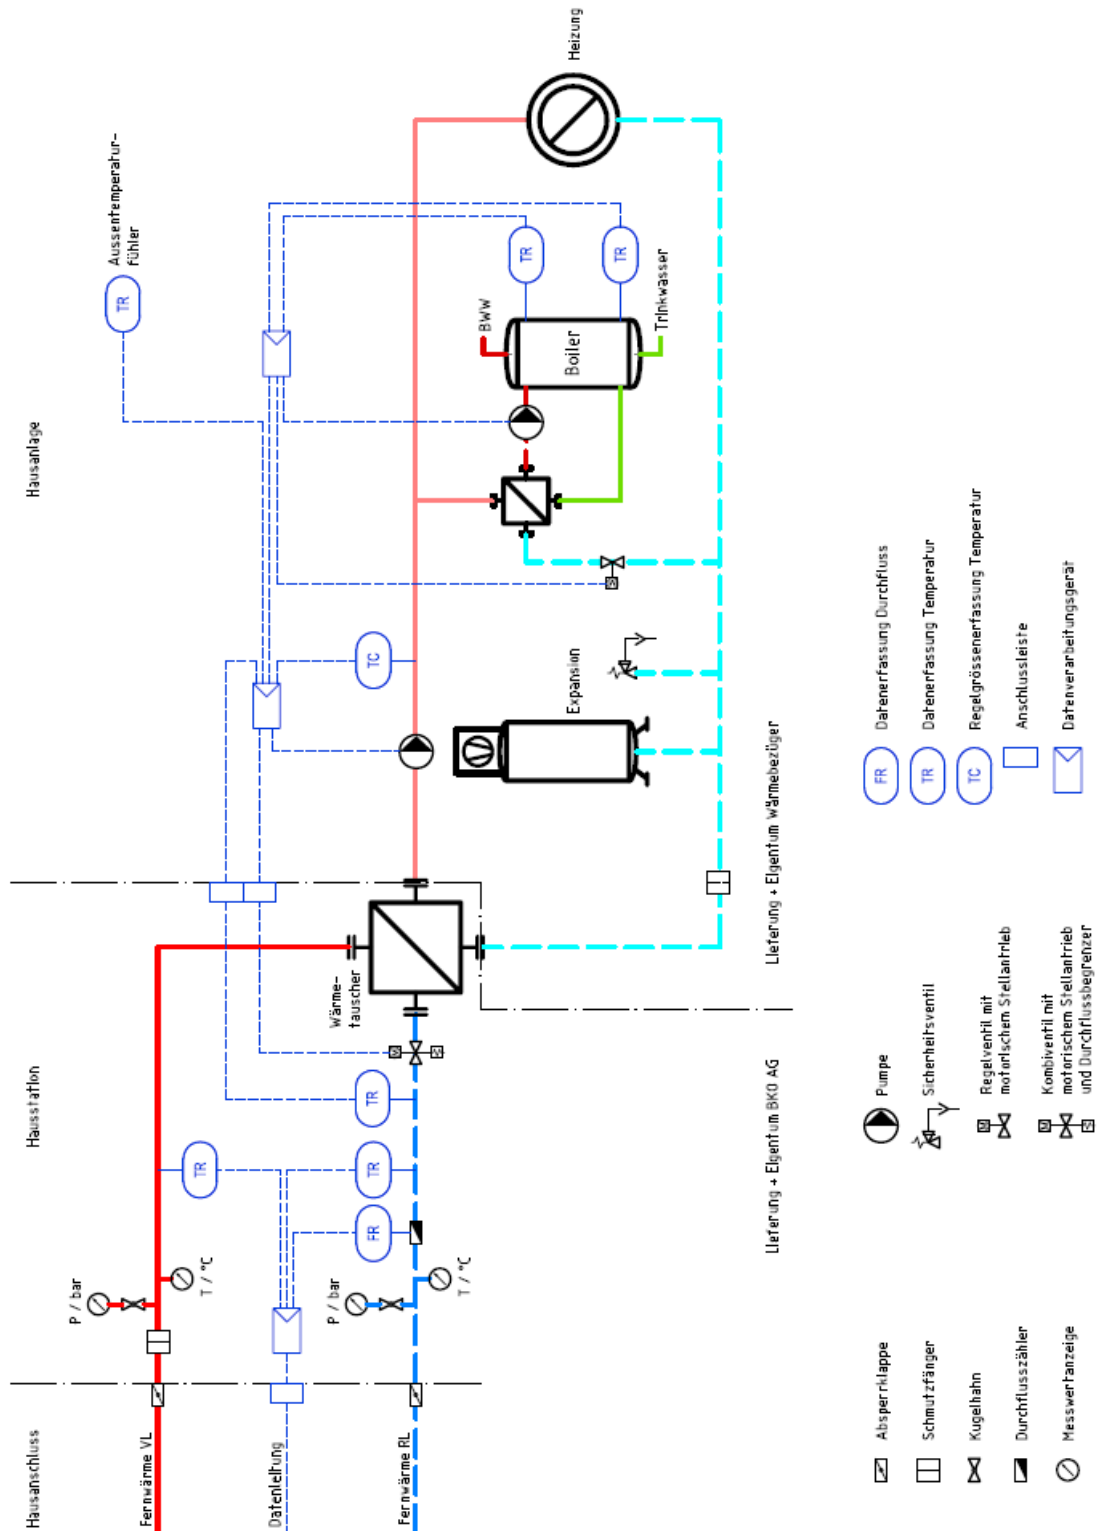 Hausanschluss
Hausstation
Hausanlage
Fernwärme VL
Datenleitung
Fernwärme RL
P / bar
T / °C
P / bar
T / °C
TR
FR
TR
TR
Wärme-
tauscher
TC
TR
Aussentemperatur-
fühler
Expansion
BWW
Boiler
Trinkwasser
TR
TR
Heizung
M
S
M
Lieferung + Eigentum BKO AG
Lieferung + Eigentum Wärmebezüger
Absperrklappe
Schmutzfänger
Kugelhahn
Durchflusszähler
Messwertanzeige
Pumpe
Sicherheitsventil
M
Regelventil mit
motorischem Stellantrieb
M
S
Kombiventil mit
motorischem Stellantrieb
und Durchflussbegrenzer
FR
Datenerfassung Durchfluss
TR
Datenerfassung Temperatur
TC
Regelgrössenerfassung Temperatur
Anschlussleiste
Datenverarbeitungsgerät